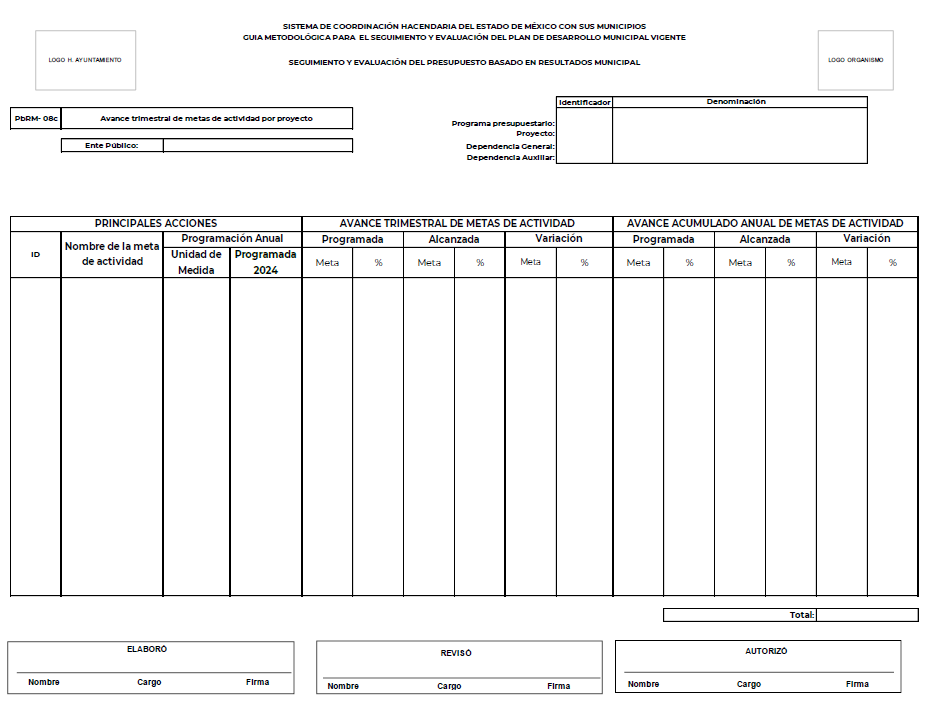 SISTEMA DE COORDINACIÓN HACENDARIA DEL ESTADO DE MÉXICO CON SUS MUNICIPIOS
GUIA METODOLÓGICA PARA EL SEGUIMIENTO Y EVALUACIÓN DEL PLAN DE DESARROLLO MUNICIPAL VIGENTE
LOGO H. AYUNTAMIENTO
LOGO ORGANISMO
SEGUIMIENTO Y EVALUACIÓN DEL PRESUPUESTO BASADO EN RESULTADOS MUNICIPAL
Identificador Denominación
PbRM- 08c Avance trimestral de metas de actividad por proyecto
Programa presupuestario:
Proyecto:
Ente Público:
Dependencia General:
Dependencia Auxiliar:
PRINCIPALES ACCIONES AVANCE TRIMESTRAL DE METAS DE ACTIVIDAD AVANCE ACUMULADO ANUAL DE METAS DE ACTIVIDAD
ID Nombre de la meta de actividad Programación Anual Programada Alcanzada Variación Programada Alcanzada Variación
Unidad de Medida Programada 2024 Meta % Meta % Meta % Meta % Meta % Meta %
Total:
ELABORÓ
Nombre Cargo Firma
REVISÓ
Nombre Cargo Firma
AUTORIZÓ
Nombre Cargo Firma